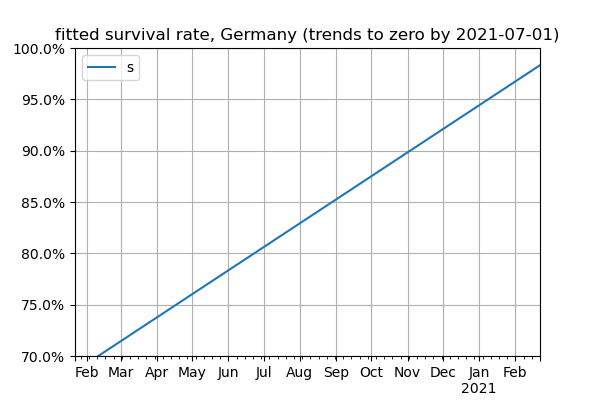 fitted survival rate, Germany (trends to zero by 2021-07-01)
100.0%
s
95.0%
90.0%
85.0%
80.0%
75.0%
70.0%
Feb Mar Apr May Jun Jul Aug Sep Oct Nov Dec Jan Feb
2021